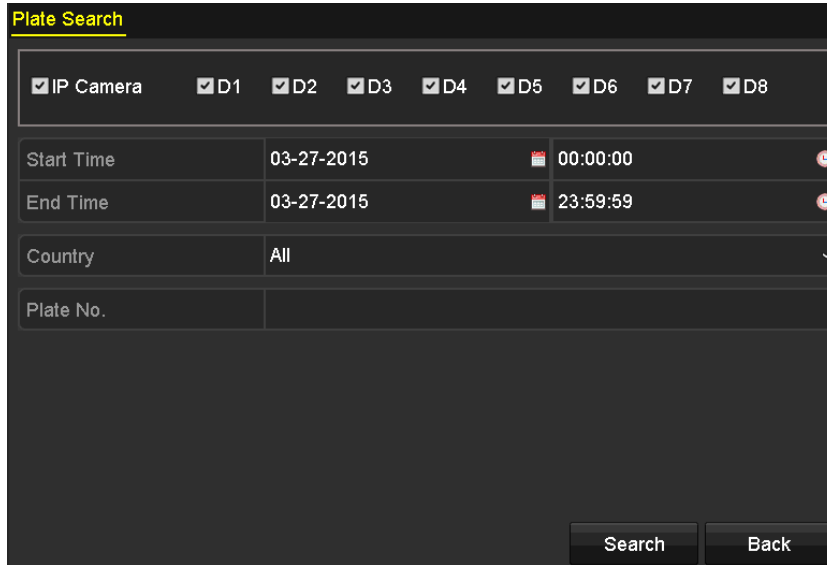 Plate Search
IP Camera D1 D2 D3 D4 D5 D6 D7 D8
Start Time 03-27-2015 00:00:00
End Time 03-27-2015 23:59:59
Country All
Plate No.
Search Back